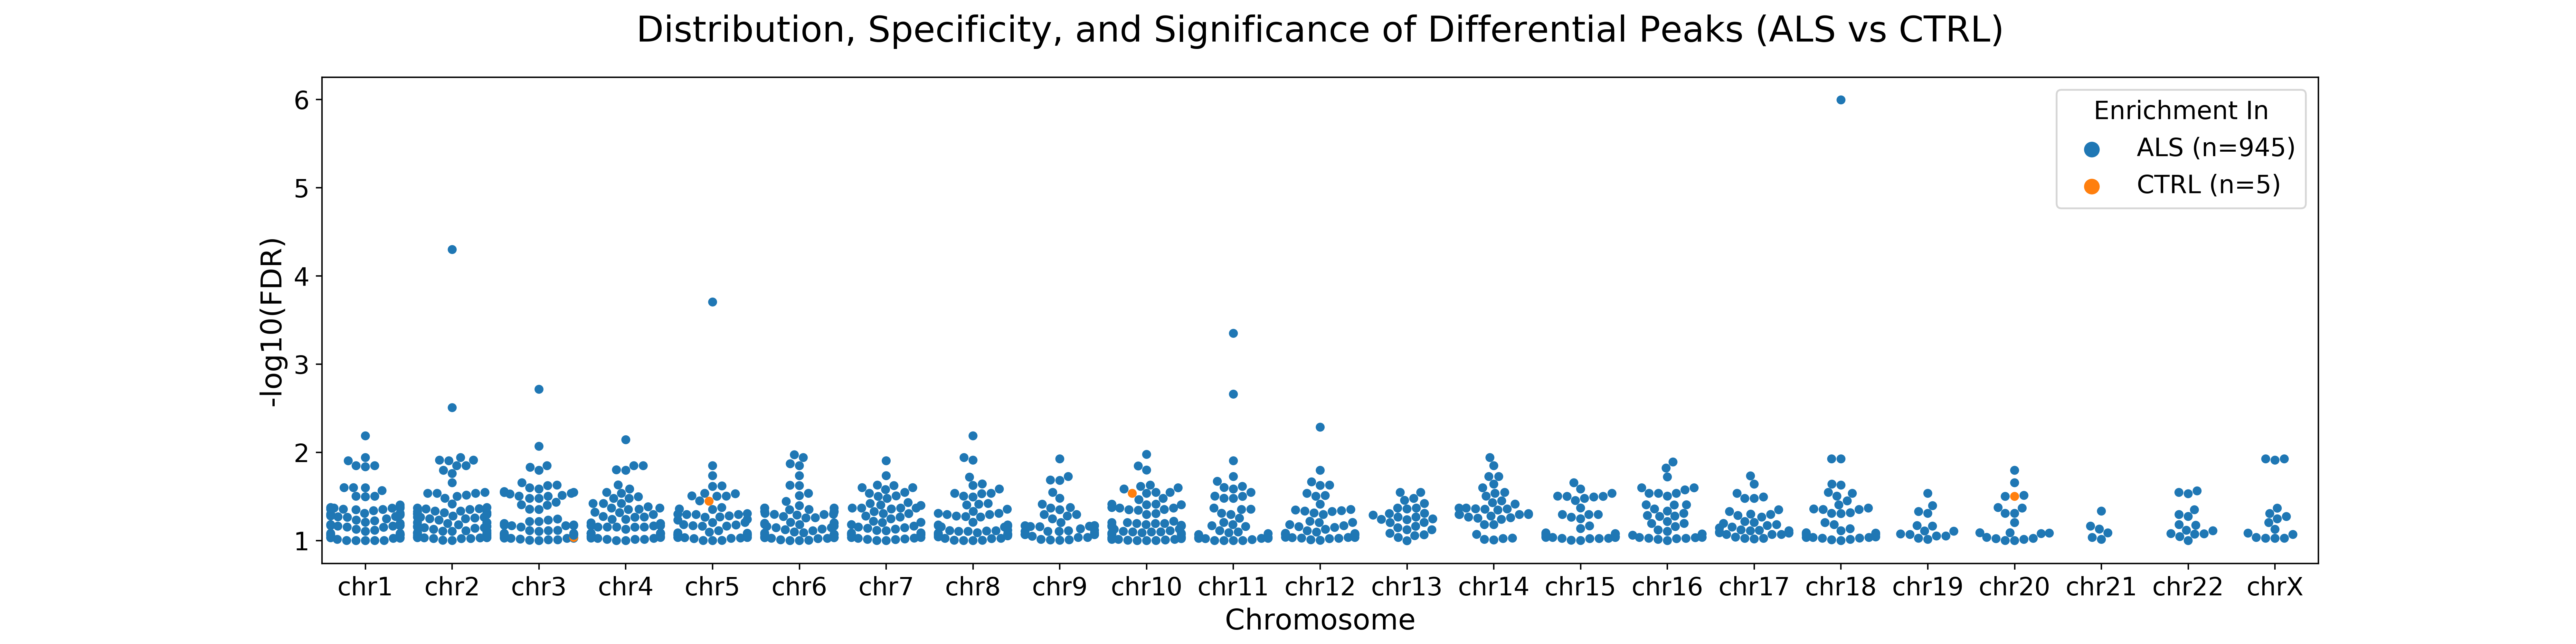 Distribution, Specificity, and Significance of Differential Peaks (ALS vs CTRL)
-log10(FDR)
6
5
4
3
2
1
Enrichment In
ALS (n=945)
CTRL (n=5)
chr1 chr2 chr3 chr4 chr5 chr6 chr7 chr8 chr9 chr10 chr11 chr12 chr13 chr14 chr15 chr16 chr17 chr18 chr19 chr20 chr21 chr22 chrX
Chromosome